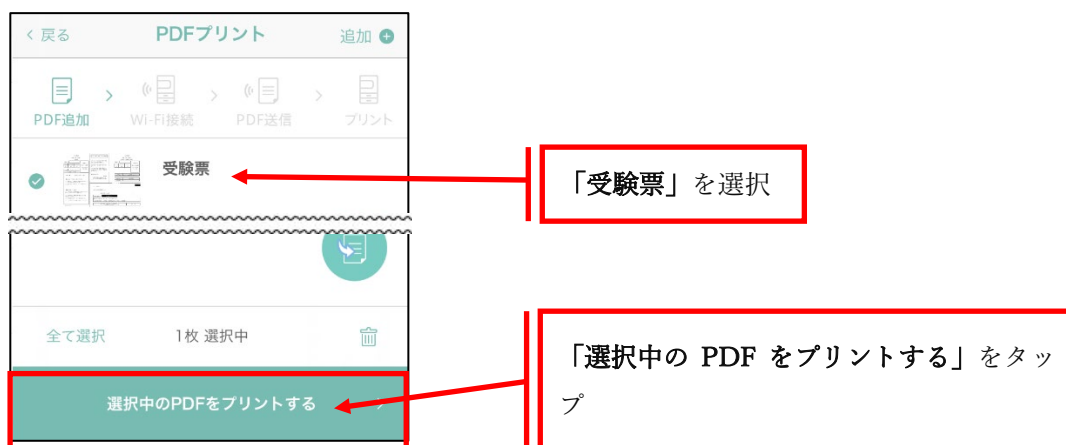 < 戻る PDFプリント 追加
PDF追加 Wi-Fi接続 PDF送信 プリント
受験票
「受験票」を選択
全て選択 1枚 選択中
選択中のPDFをプリントする
「選択中の PDF をプリントする」をタッ
プ